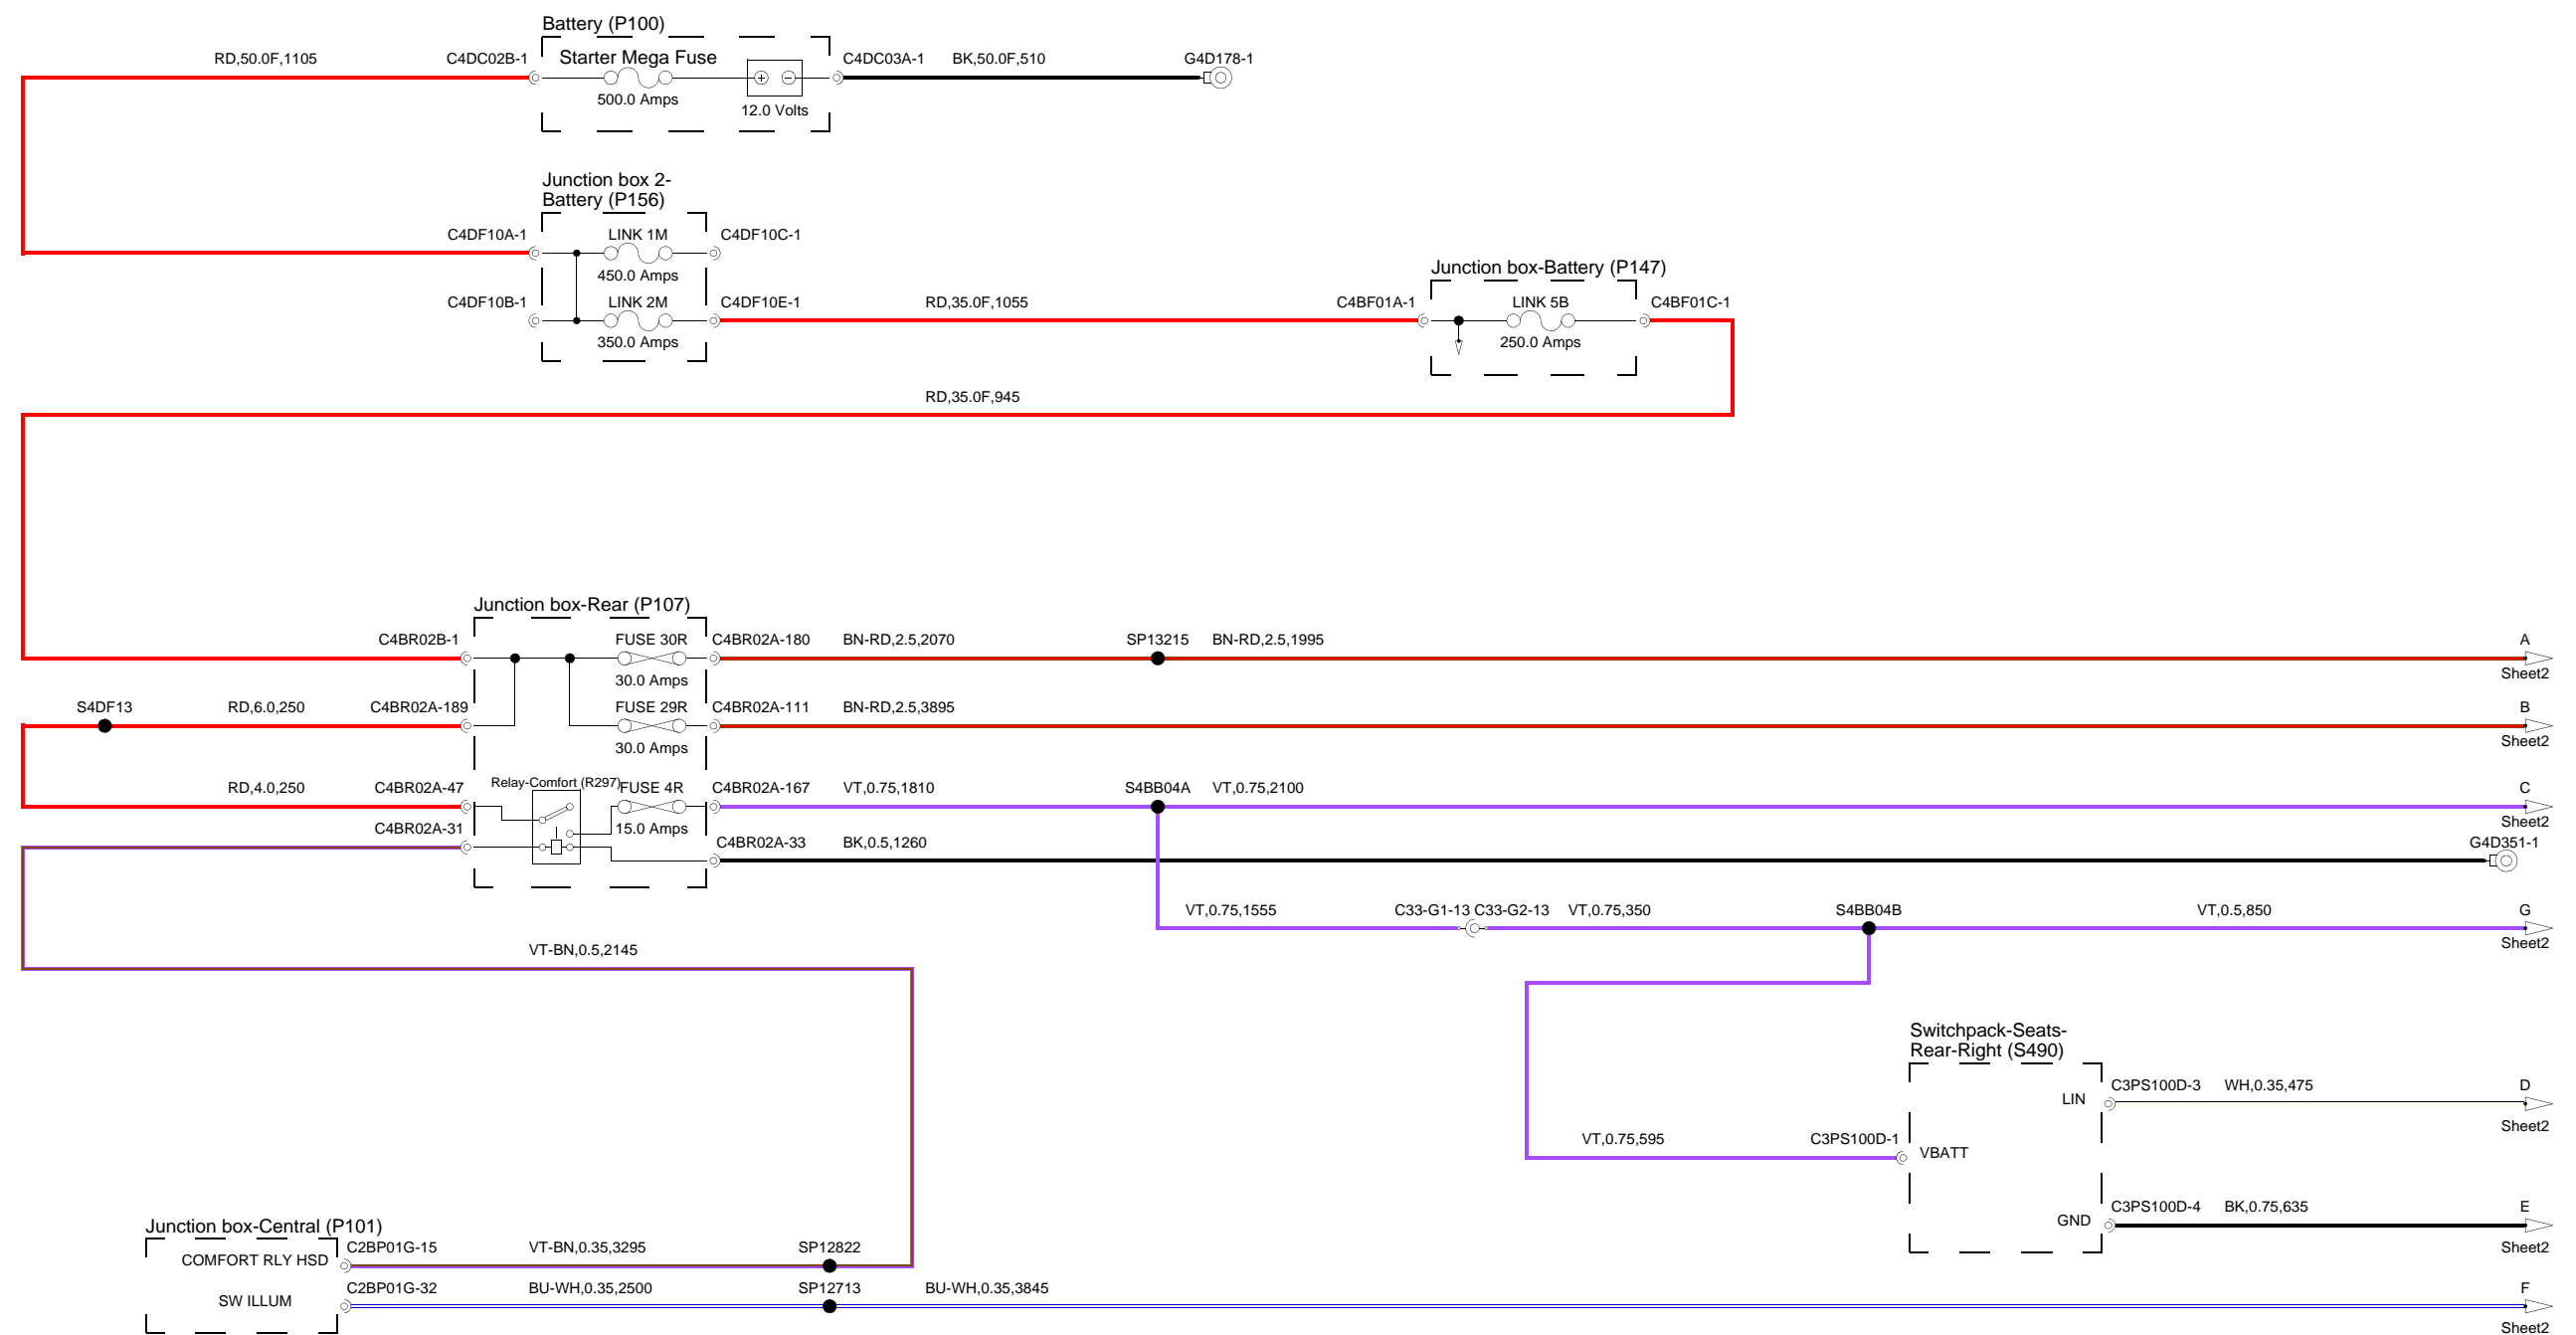 Battery (P100)
RD,50.0F,1105
C4DC02B-1
Starter Mega Fuse
C4DC03A-1
BK,50.0F,510
G4D178-1
500.0 Amps
12.0 Volts
Junction box 2-
Battery (P156)
C4DF10A-1
LINK 1M
C4DF10C-1
450.0 Amps
Junction box-Battery (P147)
C4DF10B-1
LINK 2M
C4DF10E-1
RD,35.0F,1055
C4BF01A-1
LINK 5B
C4BF01C-1
350.0 Amps
250.0 Amps
RD,35.0F,945
Junction box-Rear (P107)
C4BR02B-1
FUSE 30R
C4BR02A-180
BN-RD,2.5,2070
SP13215
BN-RD,2.5,1995
A
30.0 Amps
Sheet2
S4DF13
RD,6.0,250
C4BR02A-189
FUSE 29R
C4BR02A-111
BN-RD,2.5,3895
B
30.0 Amps
Sheet2
RD,4.0,250
C4BR02A-47
Relay-Comfort (R297)
FUSE 4R
C4BR02A-167
VT,0.75,1810
S4BB04A
VT,0.75,2100
C
C4BR02A-31
15.0 Amps
Sheet2
C4BR02A-33
BK,0.5,1260
G4D351-1
VT,0.75,1555
C33-G1-13
C33-G2-13
VT,0.75,350
S4BB04B
VT,0.5,850
G
Sheet2
VT-BN,0.5,2145
Switchpack-Seats-
Rear-Right (S490)
LIN
C3PS100D-3
WH,0.35,475
D
Sheet2
VT,0.75,595
C3PS100D-1
VBATT
GND
C3PS100D-4
BK,0.75,635
E
Sheet2
Junction box-Central (P101)
COMFORT RLY HSD
C2BP01G-15
VT-BN,0.35,3295
SP12822
SW ILLUM
C2BP01G-32
BU-WH,0.35,2500
SP12713
BU-WH,0.35,3845
F
Sheet2